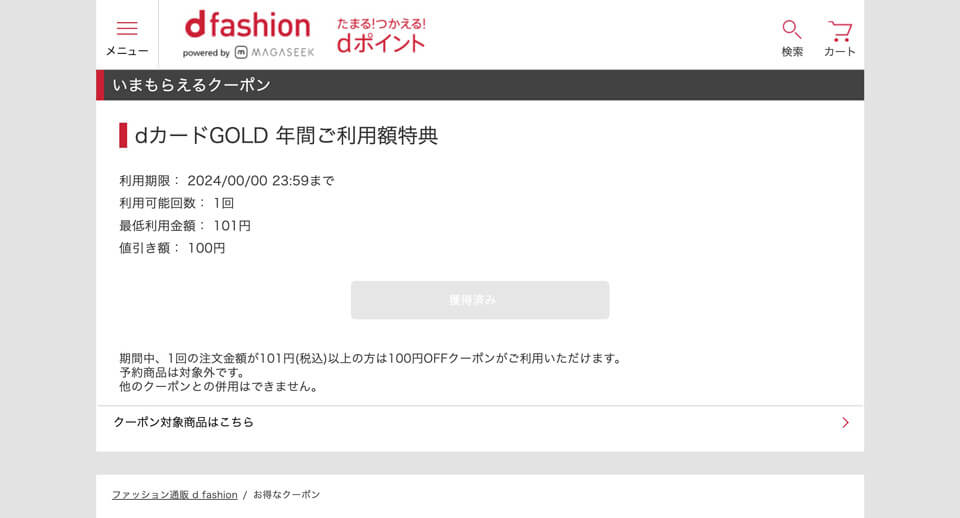 d fashion
たまる!つかえる!
powered by m MAGASEEK
dポイント
メニュー
検索
カート
いまもらえるクーポン
dカードGOLD 年間ご利用額特典
利用期限： 2024/00/00 23:59まで
利用可能回数： 1回
最低利用金額： 101円
値引き額： 100円
獲得済み
期間中、1回の注文金額が101円(税込)以上の方は100円OFFクーポンがご利用いただけます。
予約商品は対象外です。
他のクーポンとの併用はできません。
クーポン対象商品はこちら
ファッション通販 d fashion / お得なクーポン